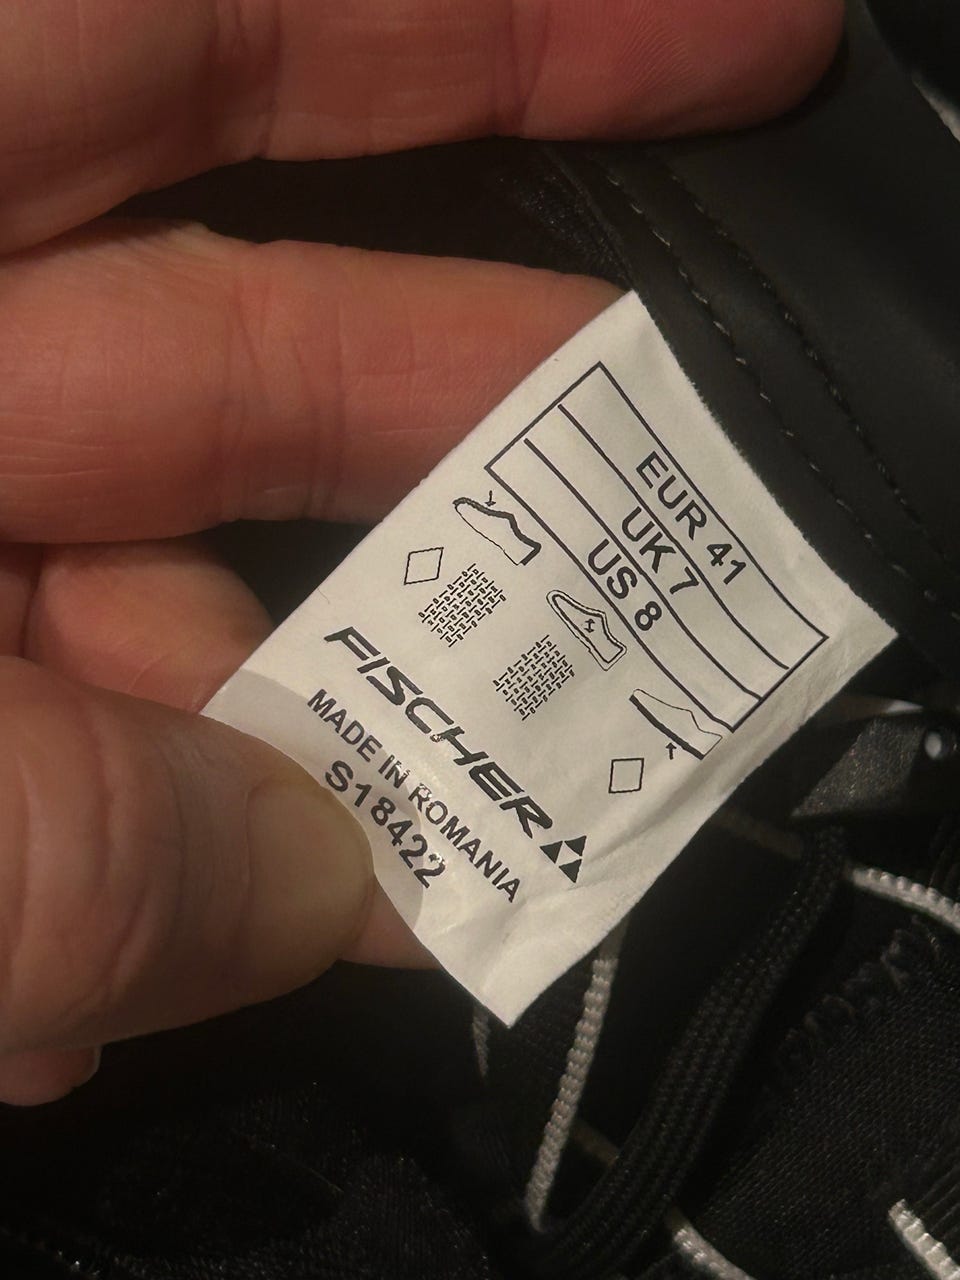 EUR 41
UK 7
US 8
FISCHER
MADE IN ROMANIA
S18422